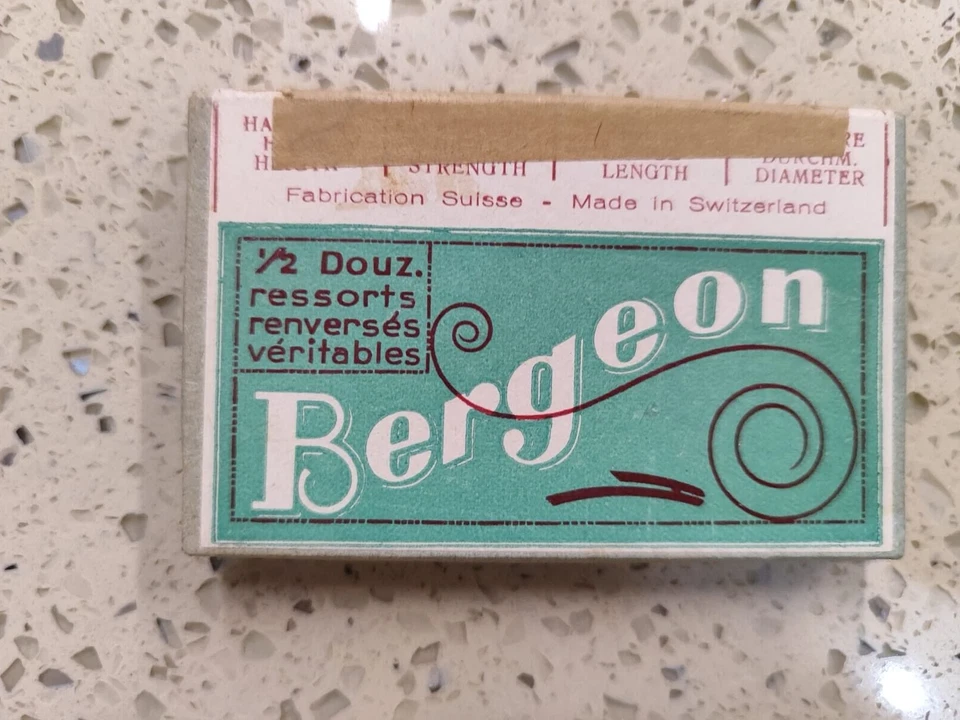 STRENGTH
LENGTH
DURCHM.
DIAMETER
Fabrication Suisse - Made in Switzerland
1/2 Douz.
ressorts
renversés
véritables
Bergeon